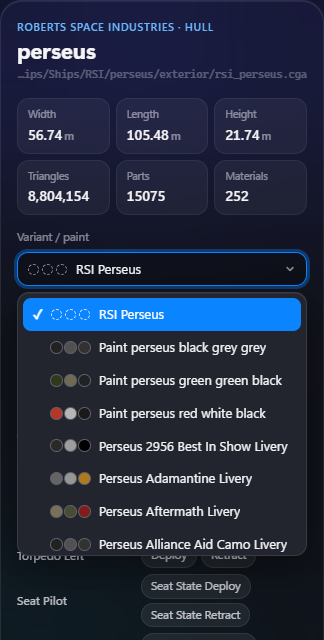 ROBERTS SPACE INDUSTRIES · HULL
perseus
…ips/Ships/RSI/perseus/exterior/rsi_perseus.cga
Width
Length
Height
56.74 m
105.48 m
21.74 m
Triangles
Parts
Materials
8,804,154
15075
252
Variant / paint
RSI Perseus
RSI Perseus
Paint perseus black grey grey
Paint perseus green green black
Paint perseus red white black
Perseus 2956 Best In Show Livery
Perseus Adamantine Livery
Perseus Aftermath Livery
Perseus Alliance Aid Camo Livery
Torpedo Left
Deploy
Retract
Seat State Deploy
Seat Pilot
Seat State Retract